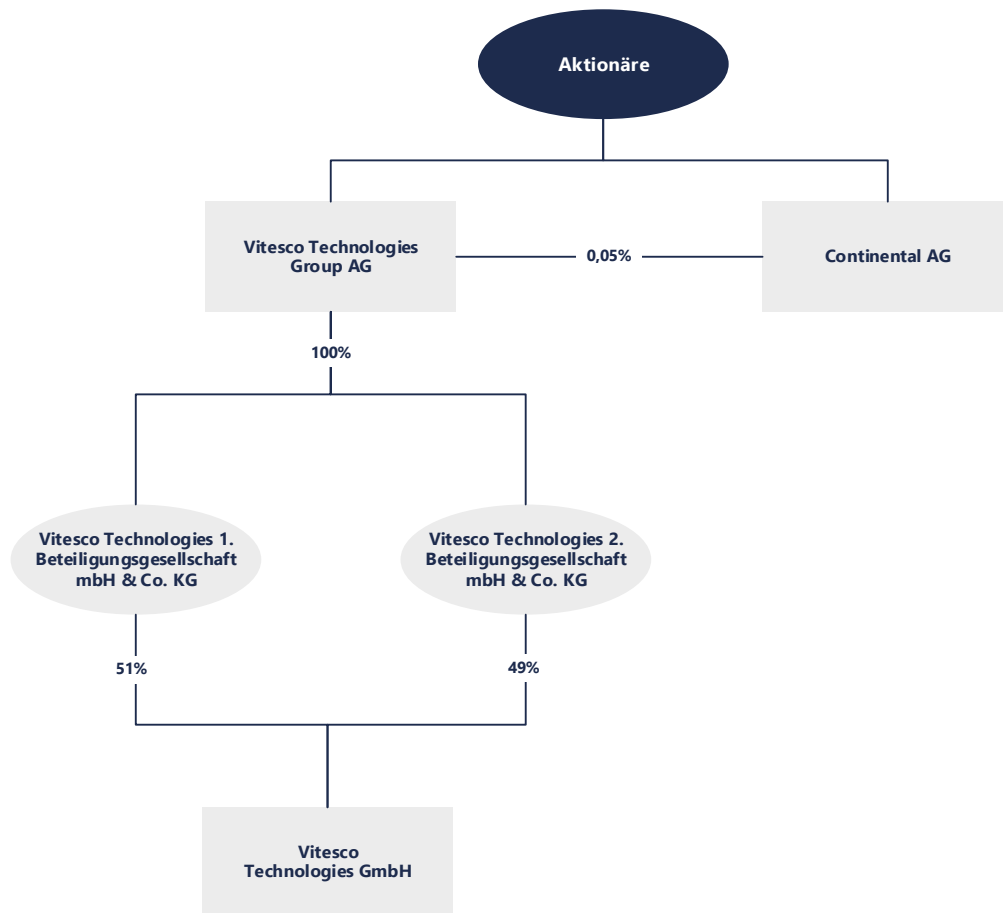 Aktionäre
Vitesco Technologies
Group AG
0,05%
Continental AG
100%
Vitesco Technologies 1.
Beteiligungsgesellschaft
mbH & Co. KG
Vitesco Technologies 2.
Beteiligungsgesellschaft
mbH & Co. KG
51%
49%
Vitesco
Technologies GmbH